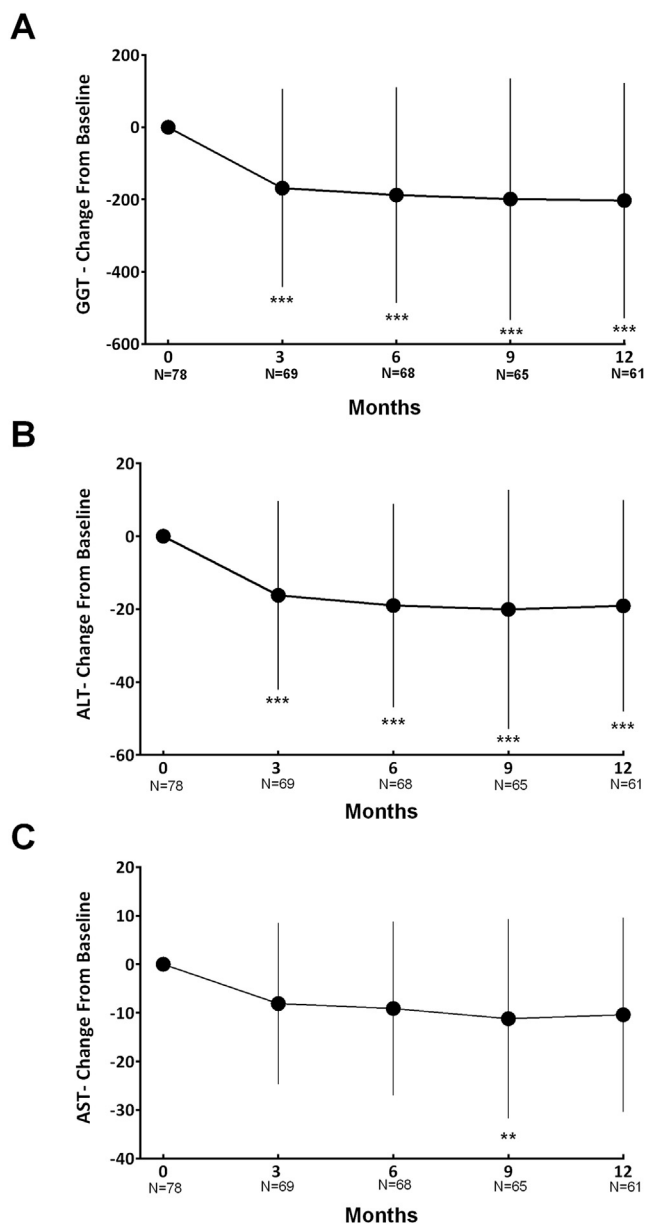 A
GGT - Change From Baseline
200
0
-200
-400
-600
*** *** *** ***
0 3 6 9 12
N=78 N=69 N=68 N=65 N=61
Months
B
ALT- Change From Baseline
20
0
-20
-40
-60
*** *** *** ***
0 3 6 9 12
N=78 N=69 N=68 N=65 N=61
Months
C
AST- Change From Baseline
20
10
0
-10
-20
-30
-40
**
0 3 6 9 12
N=78 N=69 N=68 N=65 N=61
Months